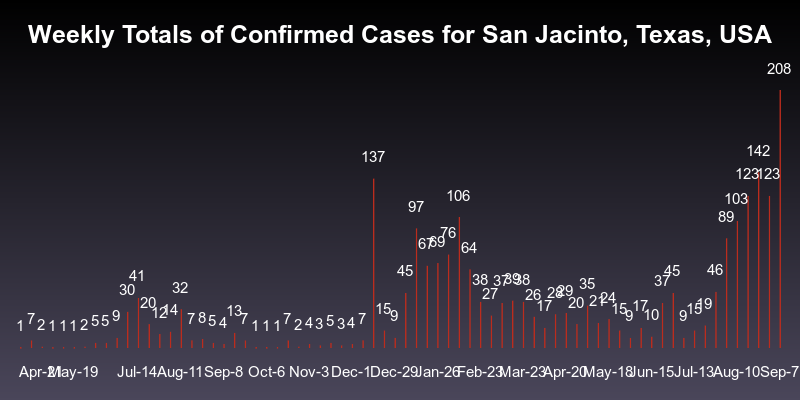 Weekly Totals of Confirmed Cases for San Jacinto, Texas, USA
1 7 2 1 1 1 2 5 5 9 30 41 20 12 14 32 7 8 5 4 13 7 1 1 1 7 2 4 3 5 3 4 7 137 15 9 45 97 67 69 76 106 64 38 27 37 39 38 26 17 28 29 20 35 21 24 15 9 17 10 37 45 9 15 19 46 89 103 123 142 123 208
Apr-21 May-19 Jul-14 Aug-11 Sep-8 Oct-6 Nov-3 Dec-1 Dec-29 Jan-26 Feb-23 Mar-23 Apr-20 May-18 Jun-15 Jul-13 Aug-10 Sep-7